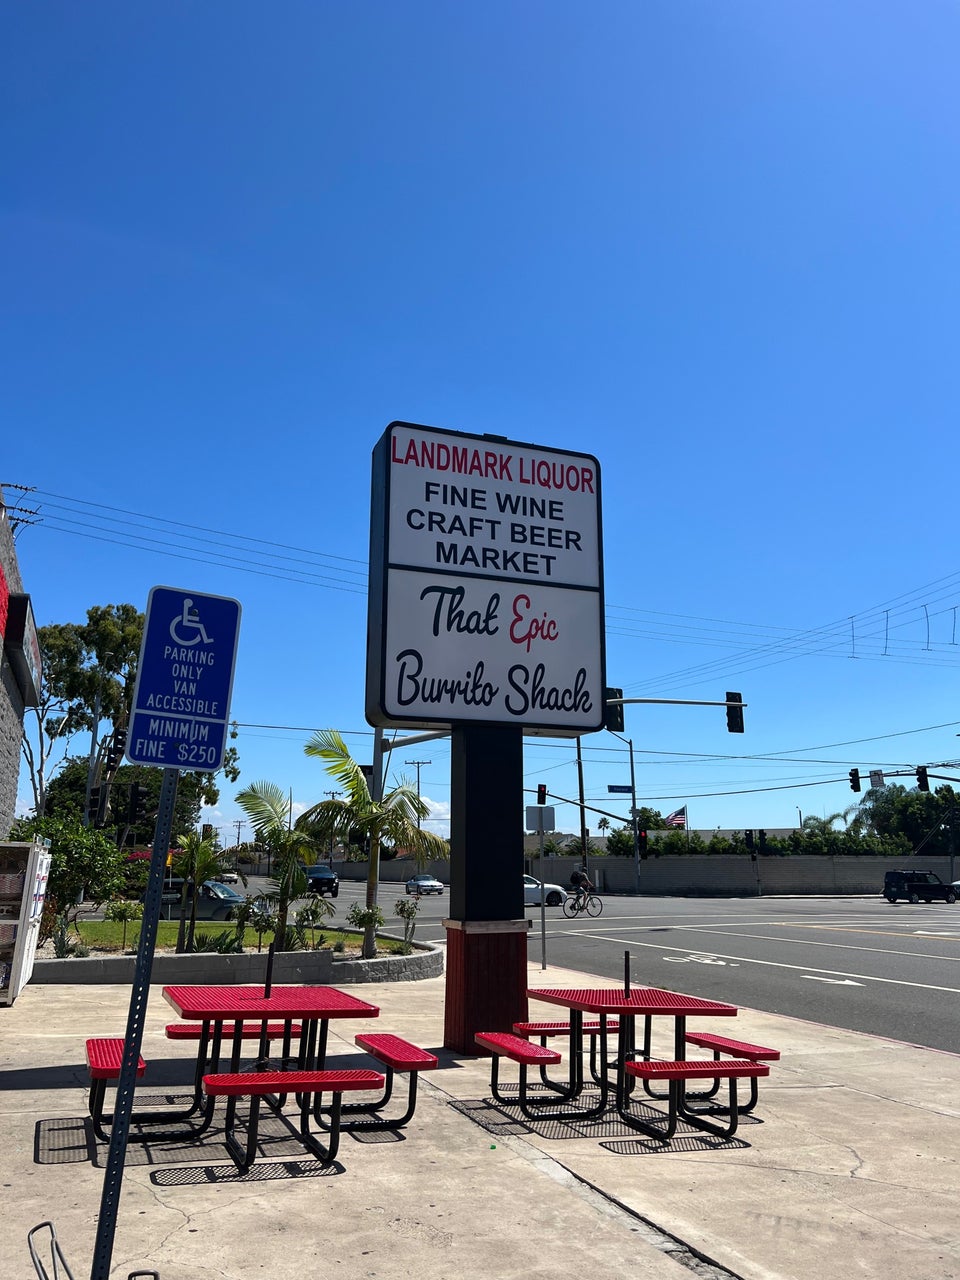 LANDMARK LIQUOR
FINE WINE
CRAFT BEER
MARKET
That Epic
Burrito Shack
PARKING
ONLY
VAN
ACCESSIBLE
MINIMUM
FINE $250